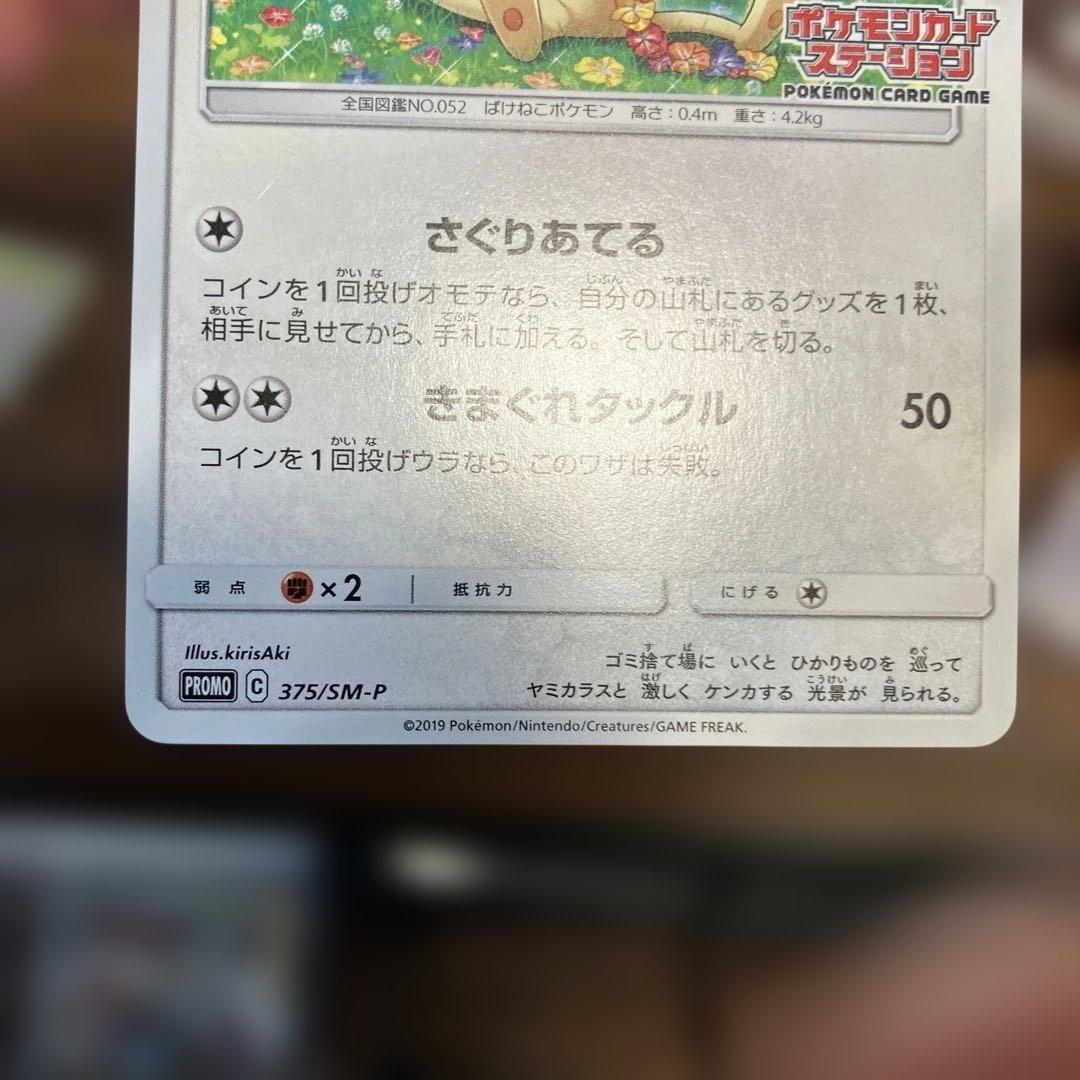 ポケモンカード
ステーション
POKÉMON CARD GAME
全国図鑑NO.052 ばけねこポケモン 高さ:0.4m 重さ:4.2kg
さぐりあてる
コインを1回投げオモテなら、自分の山札にあるグッズを1枚、
相手に見せてから、手札に加える。そして山札を切る。
きまぐれタックル 50
コインを1回投げウラなら、このワザは失敗。
弱点 ×2 抵抗力 にげる
Illus.kirisAki
PROMO C 375/SM-P
ゴミ捨て場に いくと ひかりものを 巡って
ヤミカラスと 激しく ケンカする 光景が 見られる。
©2019 Pokémon/Nintendo/Creatures/GAME FREAK.